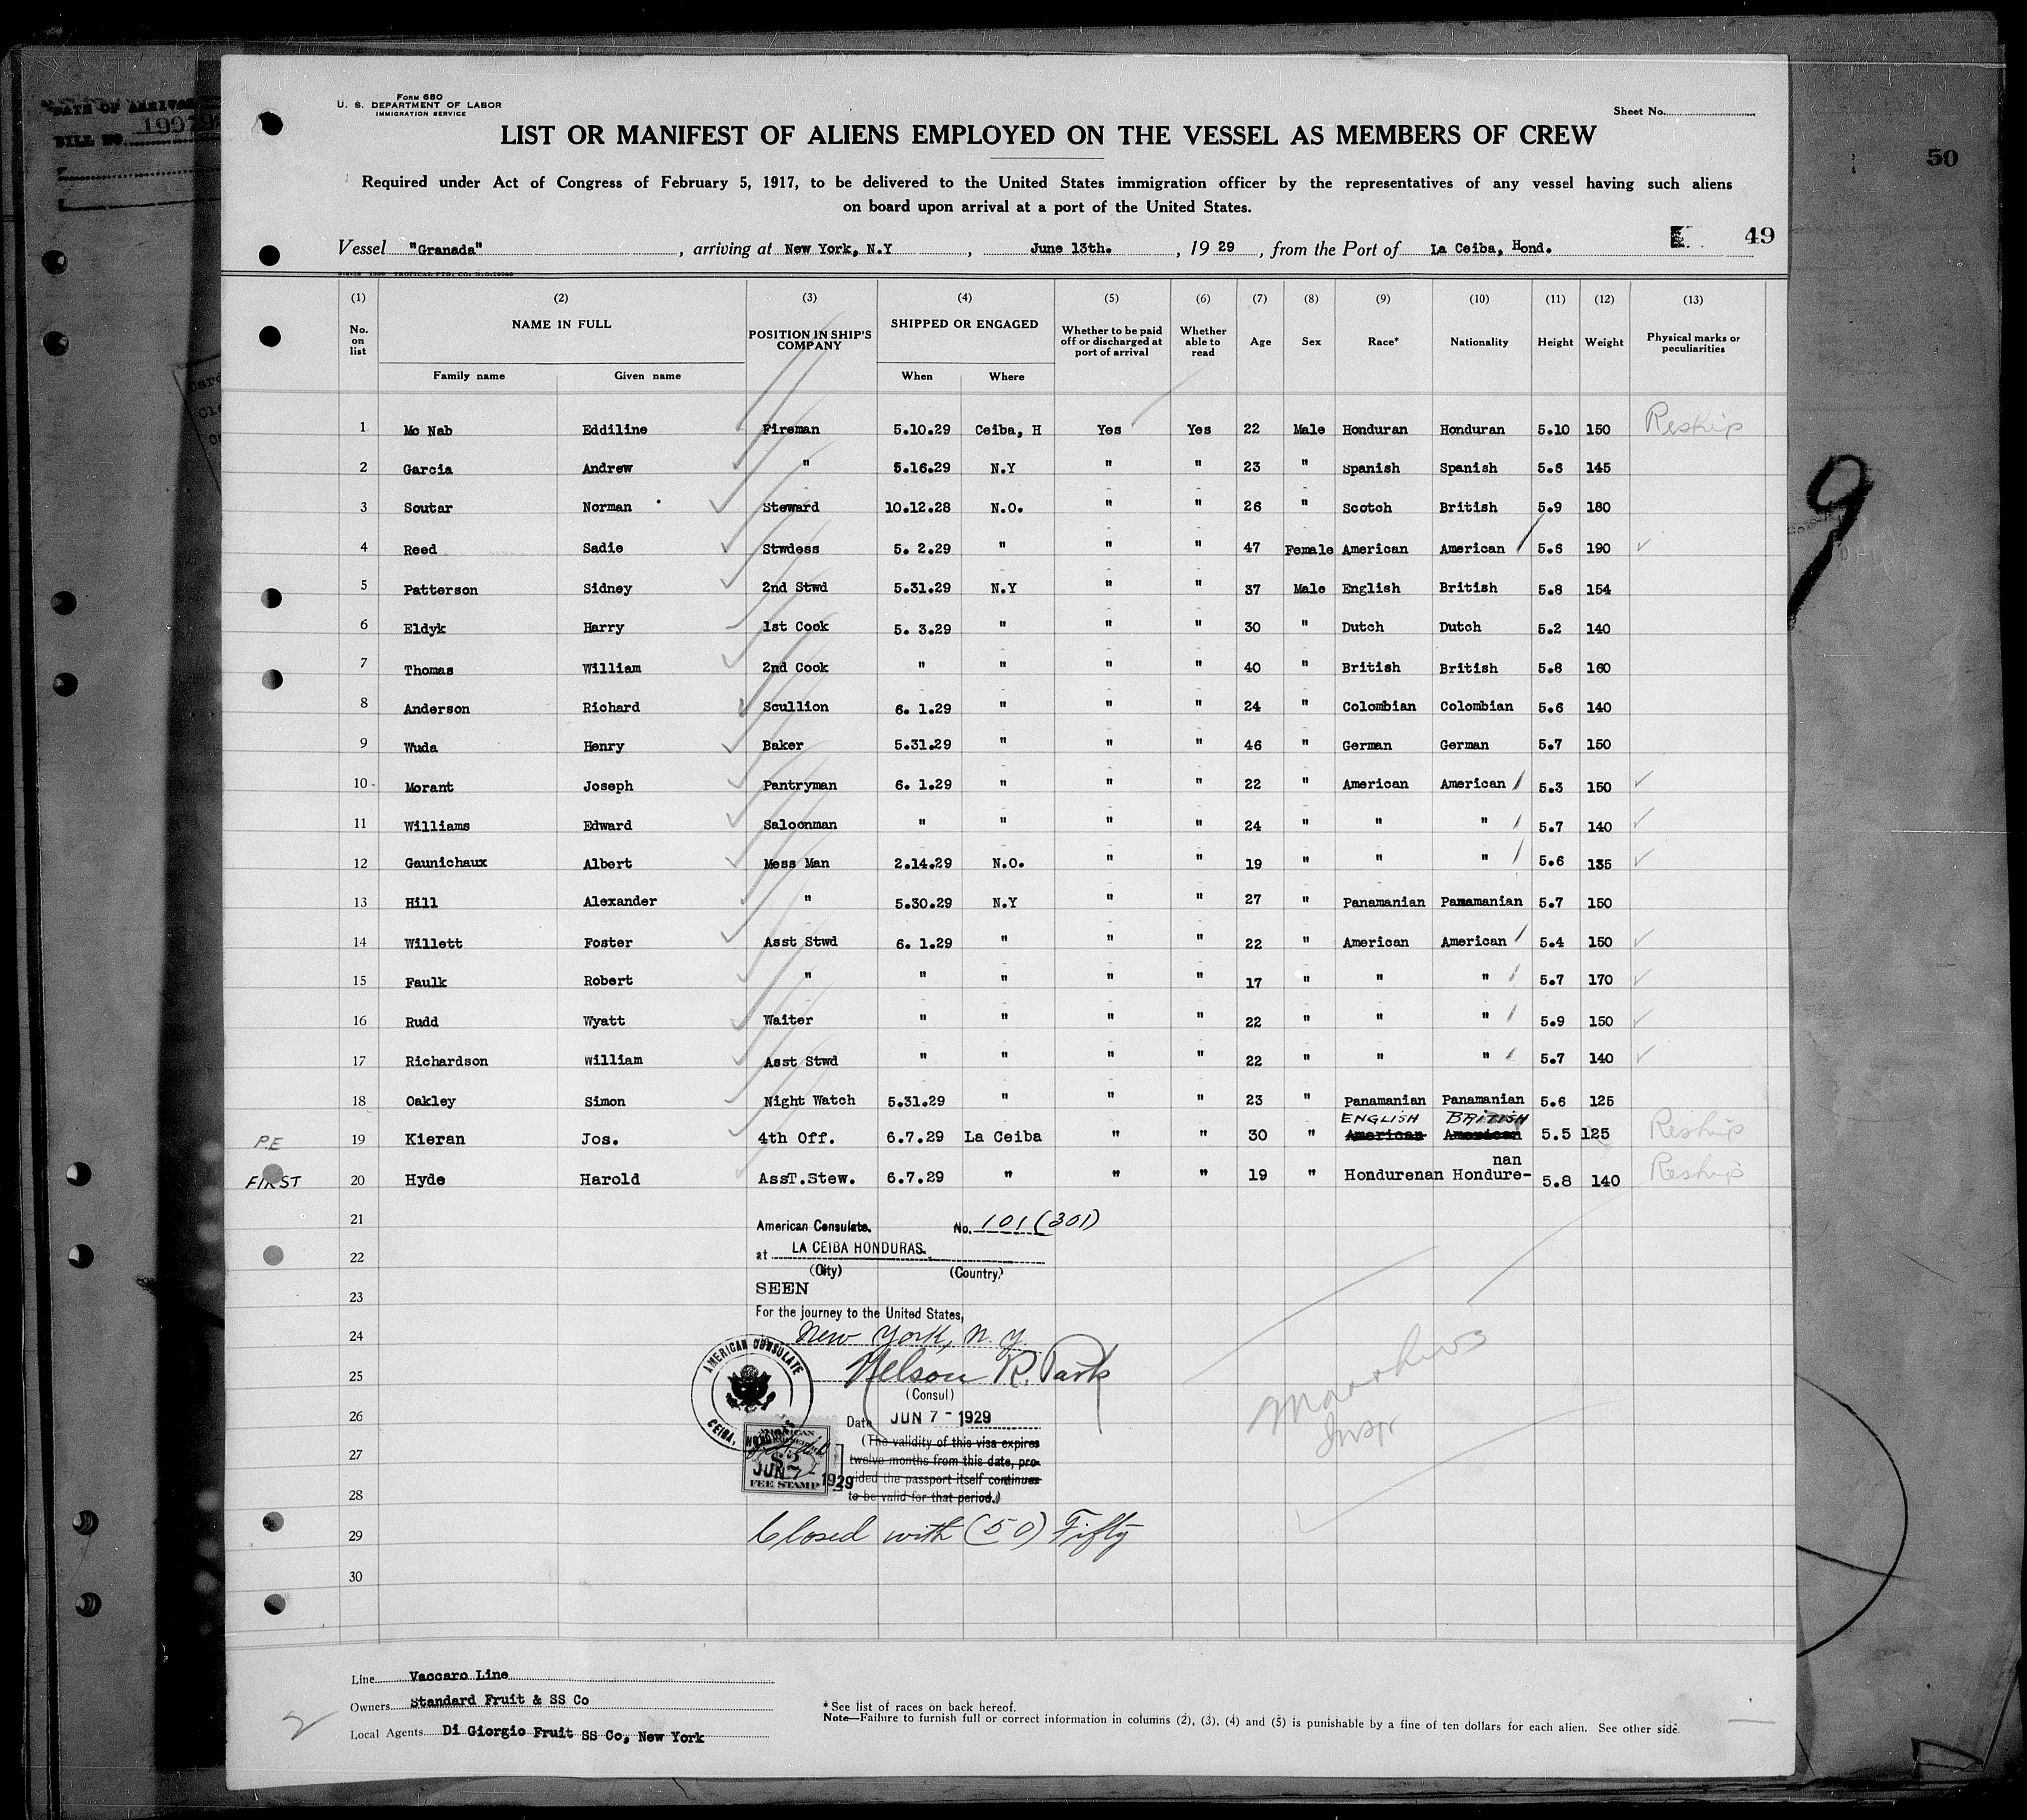 DATE OF ARRIVAL
BILL NO.
50
Form 680
U. S. DEPARTMENT OF LABOR
IMMIGRATION SERVICE
Sheet No.
LIST OR MANIFEST OF ALIENS EMPLOYED ON THE VESSEL AS MEMBERS OF CREW
Required under Act of Congress of February 5, 1917, to be delivered to the United States immigration officer by the representatives of any vessel having such aliens
on board upon arrival at a port of the United States.
49
Vessel "Granada", arriving at New York, N.Y, June 13th., 1929, from the Port of La Ceiba, Hond.
(1) (2) (3) (4) (5) (6) (7) (8) (9) (10) (11) (12) (13)
No. on list NAME IN FULL POSITION IN SHIP'S COMPANY SHIPPED OR ENGAGED Whether to be paid off or discharged at port of arrival Whether able to read Age Sex Race* Nationality Height Weight Physical marks or peculiarities
Family name Given name When Where
1 Mc Nab Eddiline Fireman 5.10.29 Ceiba, H Yes Yes 22 Male Honduran Honduran 5.10 150 Reship
2 Garcia Andrew " 5.16.29 N.Y " " 23 " Spanish Spanish 5.6 145
3 Soutar Norman Steward 10.12.28 N.O. " " 26 " Scotch British 5.9 180
4 Reed Sadie Stwdess 5. 2.29 " " " 47 Female American American 5.6 190
5 Patterson Sidney 2nd Stwd 5.31.29 N.Y " " 37 Male English British 5.8 154
6 Eldyk Harry 1st Cook 5. 3.29 " " " 30 " Dutch Dutch 5.2 140
7 Thomas William 2nd Cook " " " " 40 " British British 5.8 160
8 Anderson Richard Scullion 6. 1.29 " " " 24 " Colombian Colombian 5.6 140
9 Wuda Henry Baker 5.31.29 " " " 46 " German German 5.7 150
10 Morant Joseph Pantryman 6. 1.29 " " " 22 " American American 5.3 150
11 Williams Edward Saloonman " " " " 24 " " " 5.7 140
12 Gaunichaux Albert Mess Man 2.14.29 N.O. " " 19 " " " 5.6 135
13 Hill Alexander " 5.30.29 N.Y " " 27 " Panamanian Panamanian 5.7 150
14 Willett Foster Asst Stwd 6. 1.29 " " " 22 " American American 5.4 150
15 Faulk Robert " " " " " 17 " " " 5.7 170
16 Rudd Wyatt Waiter " " " " 22 " " " 5.9 150
17 Richardson William Asst Stwd " " " " 22 " " " 5.7 140
18 Oakley Simon Night Watch 5.31.29 " " " 23 " Panamanian Panamanian 5.6 125
ENGLISH BRITISH
P.E 19 Kieran Jos. 4th Off. 6.7.29 La Ceiba " " 30 " American American 5.5 125 Reship
nan
FIRST 20 Hyde Harold AssT.Stew. 6.7.29 " " " 19 " Hondurenan Hondure- 5.8 140 Reship
21 American Consulate. No. 101 (301)
22 at LA CEIBA HONDURAS.
(City) (Country)
23 SEEN
For the journey to the United States,
24 New York, N.Y.
25 Nelson R. Park
(Consul)
26 Date JUN 7 - 1929
27 (The validity of this visa expires
twelve months from this date, pro-
vided the passport itself continues
28 to be valid for that period.)
AMERICAN CONSULATE
CEIBA, HONDURAS
$2
JUN 7 1929
FEE STAMP
29 Closed with (50) Fifty
30
Inspr
9
Line Vaccaro Line
Owners Standard Fruit & SS Co
Local Agents Di Giorgio Fruit SS Co, New York
2
* See list of races on back hereof.
Note—Failure to furnish full or correct information in columns (2), (3), (4) and (5) is punishable by a fine of ten dollars for each alien. See other side.